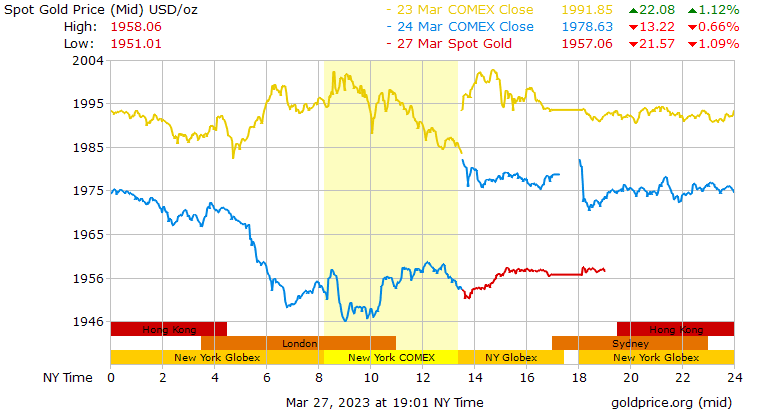 Spot Gold Price (Mid) USD/oz - 23 Mar COMEX Close 1991.85 ▲22.08 ▲1.12%
High: 1958.06 - 24 Mar COMEX Close 1978.63 ▼13.22 ▼0.66%
Low: 1951.01 - 27 Mar Spot Gold 1957.06 ▼21.57 ▼1.09%
2004
1995
1985
1975
1965
1956
1946
Hong Kong Hong Kong
London Sydney
New York Globex New York COMEX NY Globex New York Globex
NY Time 0 2 4 6 8 10 12 14 16 18 20 22 24
Mar 27, 2023 at 19:01 NY Time goldprice.org (mid)